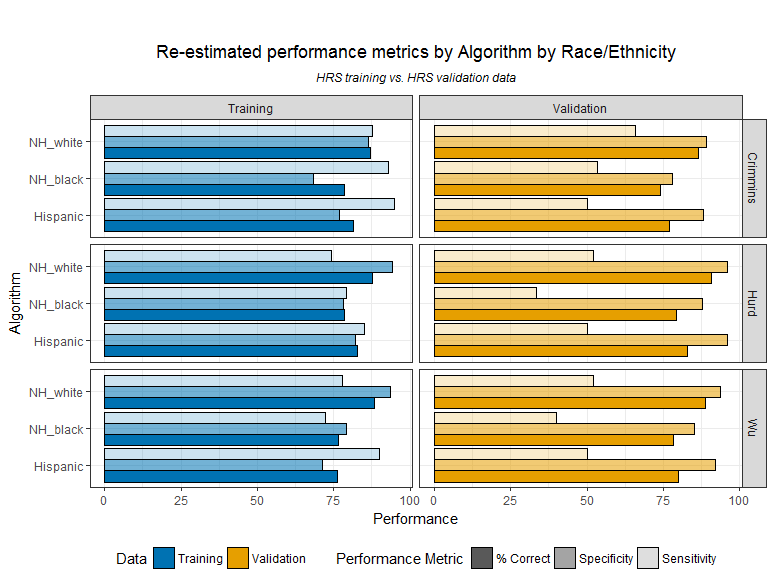 Re-estimated performance metrics by Algorithm by Race/Ethnicity
HRS training vs. HRS validation data
Training
Validation
NH_white
NH_black
Hispanic
Crimmins
NH_white
NH_black
Hispanic
Hurd
NH_white
NH_black
Hispanic
Wu
Algorithm
0 25 50 75 100 0 25 50 75 100
Performance
Data Training Validation Performance Metric % Correct Specificity Sensitivity